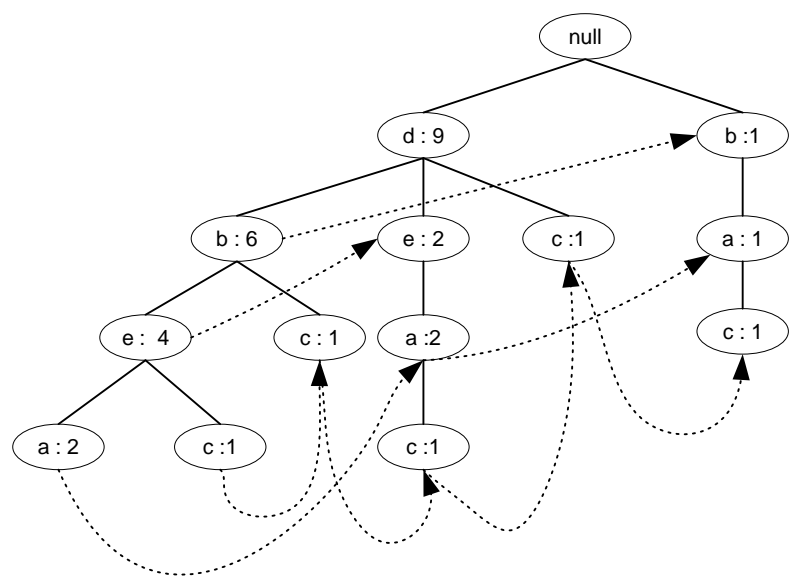 null
d : 9
b :1
b : 6
e : 2
c :1
a : 1
e : 4
c : 1
a :2
c : 1
a : 2
c :1
c :1